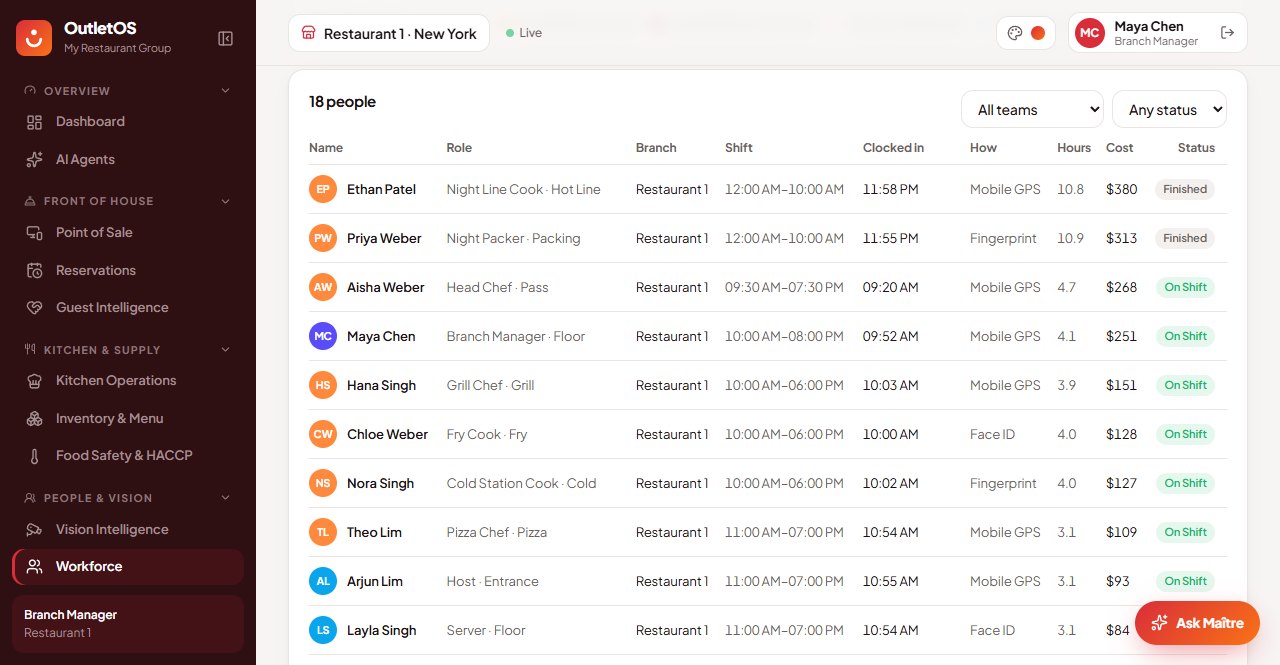 OutletOS
My Restaurant Group
OVERVIEW
Dashboard
AI Agents
FRONT OF HOUSE
Point of Sale
Reservations
Guest Intelligence
KITCHEN & SUPPLY
Kitchen Operations
Inventory & Menu
Food Safety & HACCP
PEOPLE & VISION
Vision Intelligence
Workforce
Branch Manager
Restaurant 1
Restaurant 1 · New York
Live
MC
Maya Chen
Branch Manager
18 people
All teams
Any status
Name Role Branch Shift Clocked in How Hours Cost Status
EP Ethan Patel Night Line Cook · Hot Line Restaurant 1 12:00 AM–10:00 AM 11:58 PM Mobile GPS 10.8 $380 Finished
PW Priya Weber Night Packer · Packing Restaurant 1 12:00 AM–10:00 AM 11:55 PM Fingerprint 10.9 $313 Finished
AW Aisha Weber Head Chef · Pass Restaurant 1 09:30 AM–07:30 PM 09:20 AM Mobile GPS 4.7 $268 On Shift
MC Maya Chen Branch Manager · Floor Restaurant 1 10:00 AM–08:00 PM 09:52 AM Mobile GPS 4.1 $251 On Shift
HS Hana Singh Grill Chef · Grill Restaurant 1 10:00 AM–06:00 PM 10:03 AM Mobile GPS 3.9 $151 On Shift
CW Chloe Weber Fry Cook · Fry Restaurant 1 10:00 AM–06:00 PM 10:00 AM Face ID 4.0 $128 On Shift
NS Nora Singh Cold Station Cook · Cold Restaurant 1 10:00 AM–06:00 PM 10:02 AM Fingerprint 4.0 $127 On Shift
TL Theo Lim Pizza Chef · Pizza Restaurant 1 11:00 AM–07:00 PM 10:54 AM Mobile GPS 3.1 $109 On Shift
AL Arjun Lim Host · Entrance Restaurant 1 11:00 AM–07:00 PM 10:55 AM Mobile GPS 3.1 $93 On Shift
LS Layla Singh Server · Floor Restaurant 1 11:00 AM–07:00 PM 10:54 AM Face ID 3.1 $84
Ask Maître